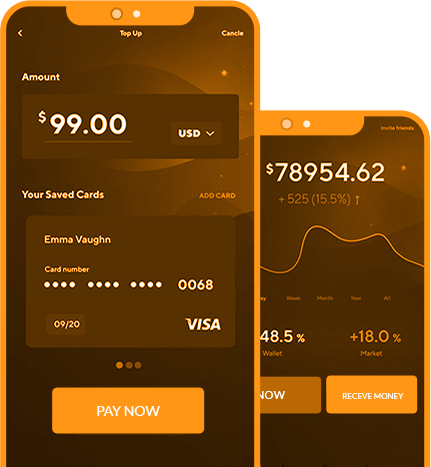 Top Up
Cancle
Amount
$99.00
USD
Your Saved Cards
ADD CARD
Emma Vaughn
Card number
•••• •••• •••• 0068
09/20
VISA
PAY NOW
Invite friends
$78954.62
+ 525 (15.5%) ↑
Week Month Year All
48.5 %
+18.0 %
Wallet
Market
NOW
RECEVE MONEY